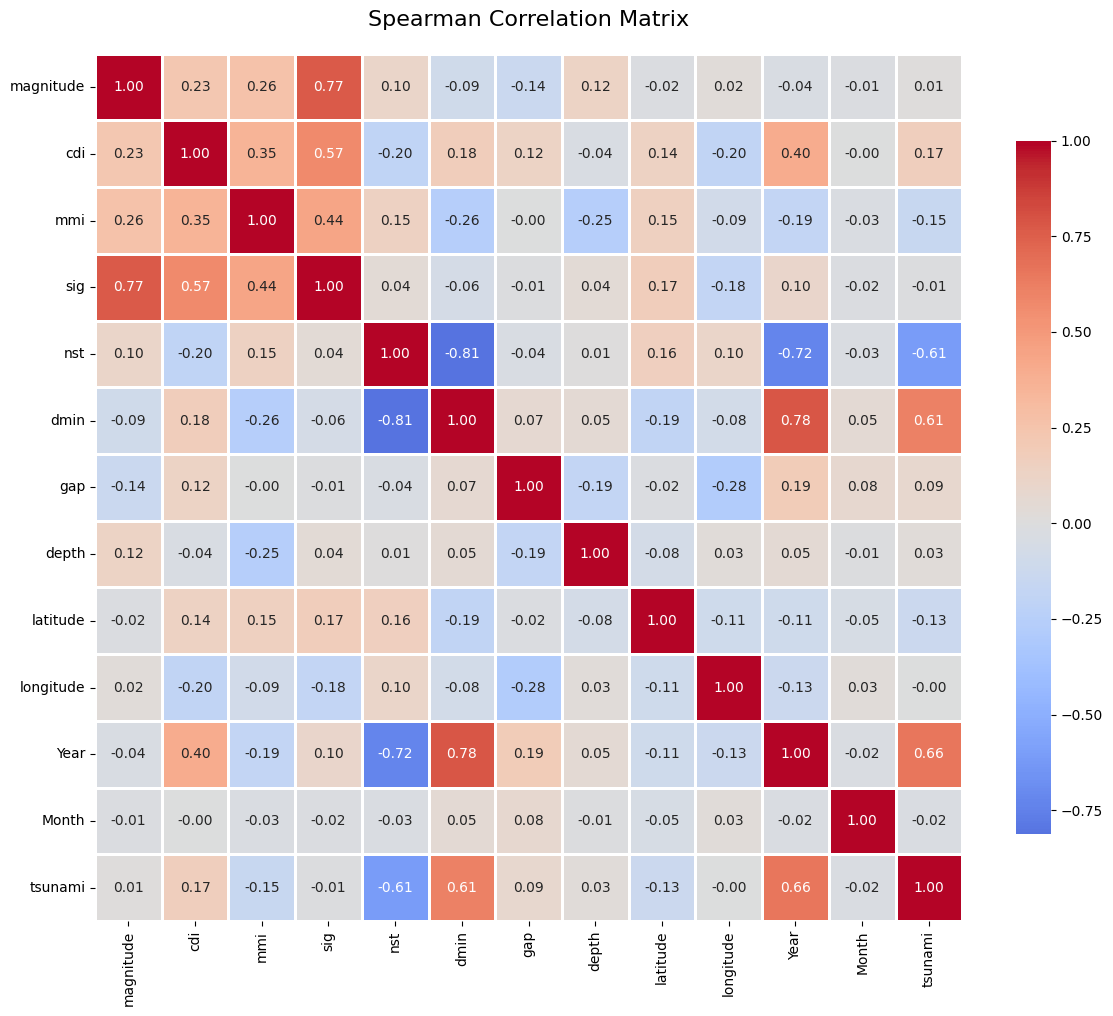 Spearman Correlation Matrix
magnitude 1.00 0.23 0.26 0.77 0.10 -0.09 -0.14 0.12 -0.02 0.02 -0.04 -0.01 0.01
cdi 0.23 1.00 0.35 0.57 -0.20 0.18 0.12 -0.04 0.14 -0.20 0.40 -0.00 0.17
mmi 0.26 0.35 1.00 0.44 0.15 -0.26 -0.00 -0.25 0.15 -0.09 -0.19 -0.03 -0.15
sig 0.77 0.57 0.44 1.00 0.04 -0.06 -0.01 0.04 0.17 -0.18 0.10 -0.02 -0.01
nst 0.10 -0.20 0.15 0.04 1.00 -0.81 -0.04 0.01 0.16 0.10 -0.72 -0.03 -0.61
dmin -0.09 0.18 -0.26 -0.06 -0.81 1.00 0.07 0.05 -0.19 -0.08 0.78 0.05 0.61
gap -0.14 0.12 -0.00 -0.01 -0.04 0.07 1.00 -0.19 -0.02 -0.28 0.19 0.08 0.09
depth 0.12 -0.04 -0.25 0.04 0.01 0.05 -0.19 1.00 -0.08 0.03 0.05 -0.01 0.03
latitude -0.02 0.14 0.15 0.17 0.16 -0.19 -0.02 -0.08 1.00 -0.11 -0.11 -0.05 -0.13
longitude 0.02 -0.20 -0.09 -0.18 0.10 -0.08 -0.28 0.03 -0.11 1.00 -0.13 0.03 -0.00
Year -0.04 0.40 -0.19 0.10 -0.72 0.78 0.19 0.05 -0.11 -0.13 1.00 -0.02 0.66
Month -0.01 -0.00 -0.03 -0.02 -0.03 0.05 0.08 -0.01 -0.05 0.03 -0.02 1.00 -0.02
tsunami 0.01 0.17 -0.15 -0.01 -0.61 0.61 0.09 0.03 -0.13 -0.00 0.66 -0.02 1.00
magnitude cdi mmi sig nst dmin gap depth latitude longitude Year Month tsunami
1.00
0.75
0.50
0.25
0.00
−0.25
−0.50
−0.75